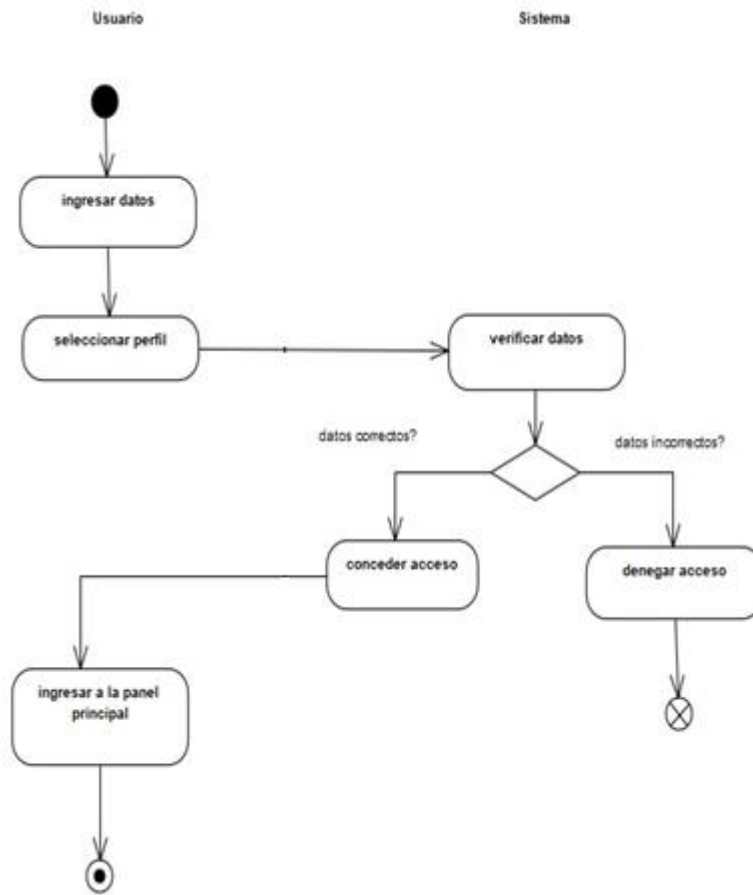 Usuario
Sistema
ingresar datos
seleccionar perfil
verificar datos
datos correctos?
datos incorrectos?
conceder acceso
denegar acceso
ingresar a la panel
principal